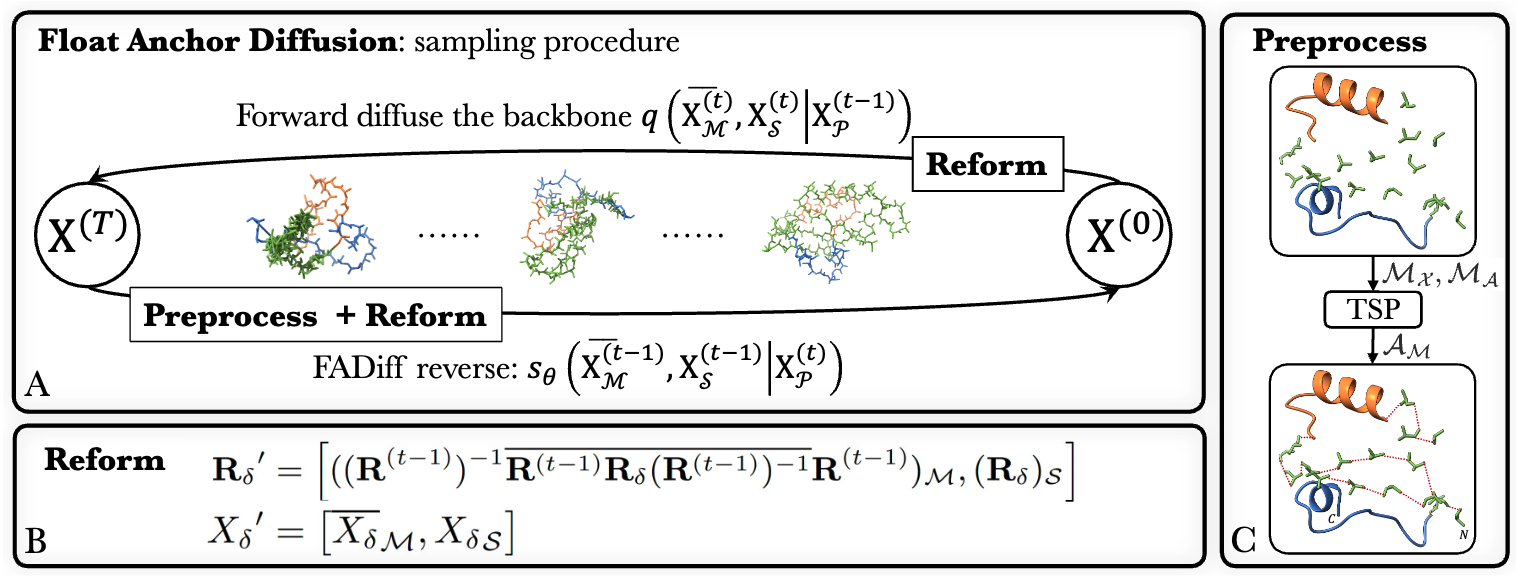 Float Anchor Diffusion: sampling procedure
Forward diffuse the backbone $q\left(\overline{X_{\mathcal{M}}^{(t)}}, X_{\mathcal{S}}^{(t)} \middle| X_{\mathcal{P}}^{(t-1)}\right)$
Reform
$X^{(T)}$
......
......
$X^{(0)}$
Preprocess + Reform
FADiff reverse: $s_\theta\left(\overline{X_{\mathcal{M}}^{(t-1)}}, X_{\mathcal{S}}^{(t-1)} \middle| X_{\mathcal{P}}^{(t)}\right)$
A
Reform
$\mathbf{R}_\delta{}' = \left[((\mathbf{R}^{(t-1)})^{-1}\overline{\mathbf{R}^{(t-1)}\mathbf{R}_\delta(\mathbf{R}^{(t-1)})^{-1}}\mathbf{R}^{(t-1)})_{\mathcal{M}}, (\mathbf{R}_\delta)_{\mathcal{S}}\right]$
$X_\delta{}' = \left[\overline{X_\delta}_{\mathcal{M}}, X_{\delta\mathcal{S}}\right]$
B
Preprocess
$\mathcal{M}_{\mathcal{X}}, \mathcal{M}_{\mathcal{A}}$
TSP
$\mathcal{A}_{\mathcal{M}}$
C
N
C